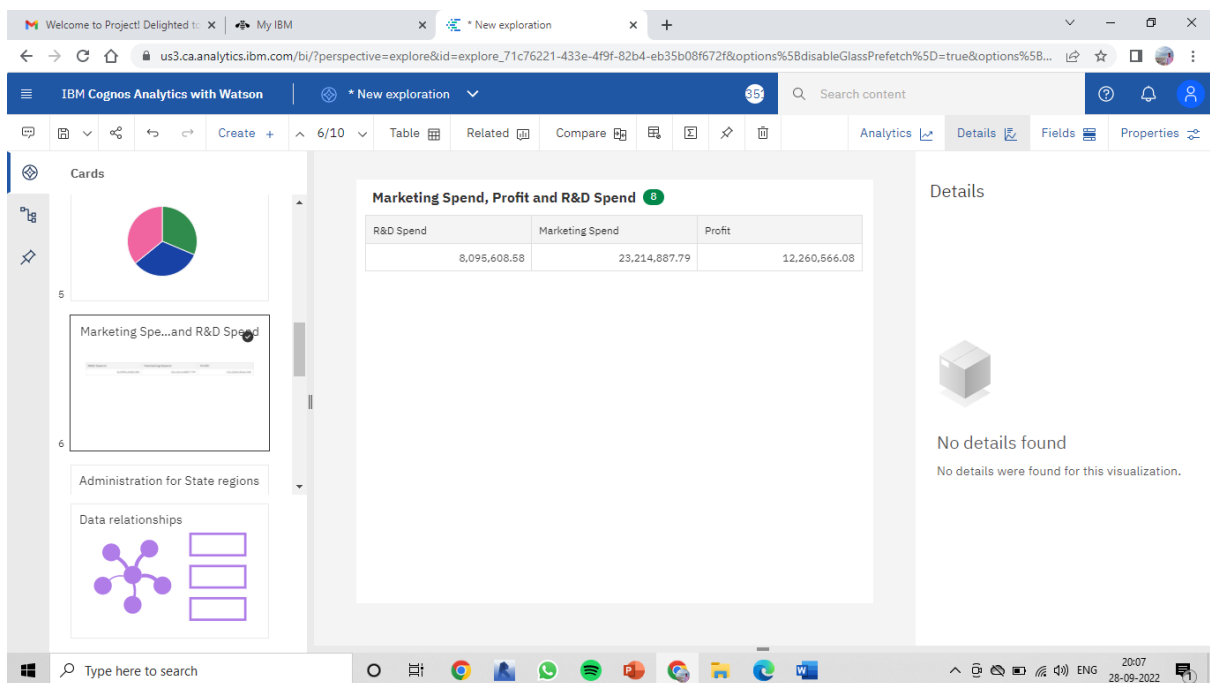 Welcome to Project! Delighted to
My IBM
* New exploration
us3.ca.analytics.ibm.com/bi/?perspective=explore&id=explore_71c76221-433e-4f9f-82b4-eb35b08f672f&options%5BdisableGlassPrefetch%5D=true&options%5B...
IBM Cognos Analytics with Watson
* New exploration
Search content
Create +
6/10
Table
Related
Compare
Analytics
Details
Fields
Properties
Cards
5
Marketing Spe...and R&D Spend
6
Administration for State regions
Data relationships
Marketing Spend, Profit and R&D Spend 8
R&D Spend Marketing Spend Profit
8,095,608.58 23,214,887.79 12,260,566.08
Details
No details found
No details were found for this visualization.
Type here to search
ENG
20:07
28-09-2022